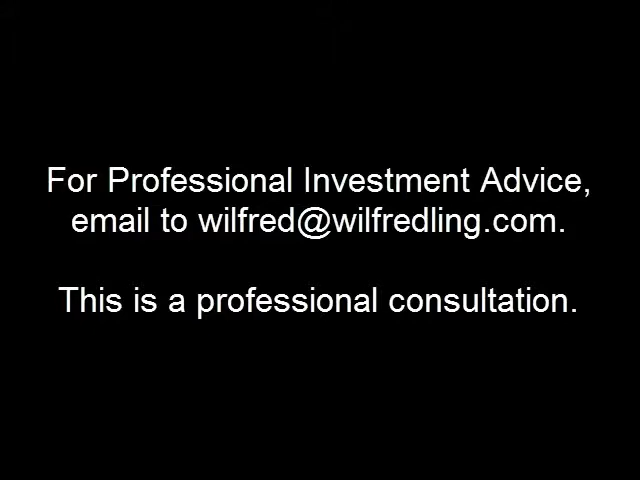 For Professional Investment Advice,
email to wilfred@wilfredling.com.
This is a professional consultation.